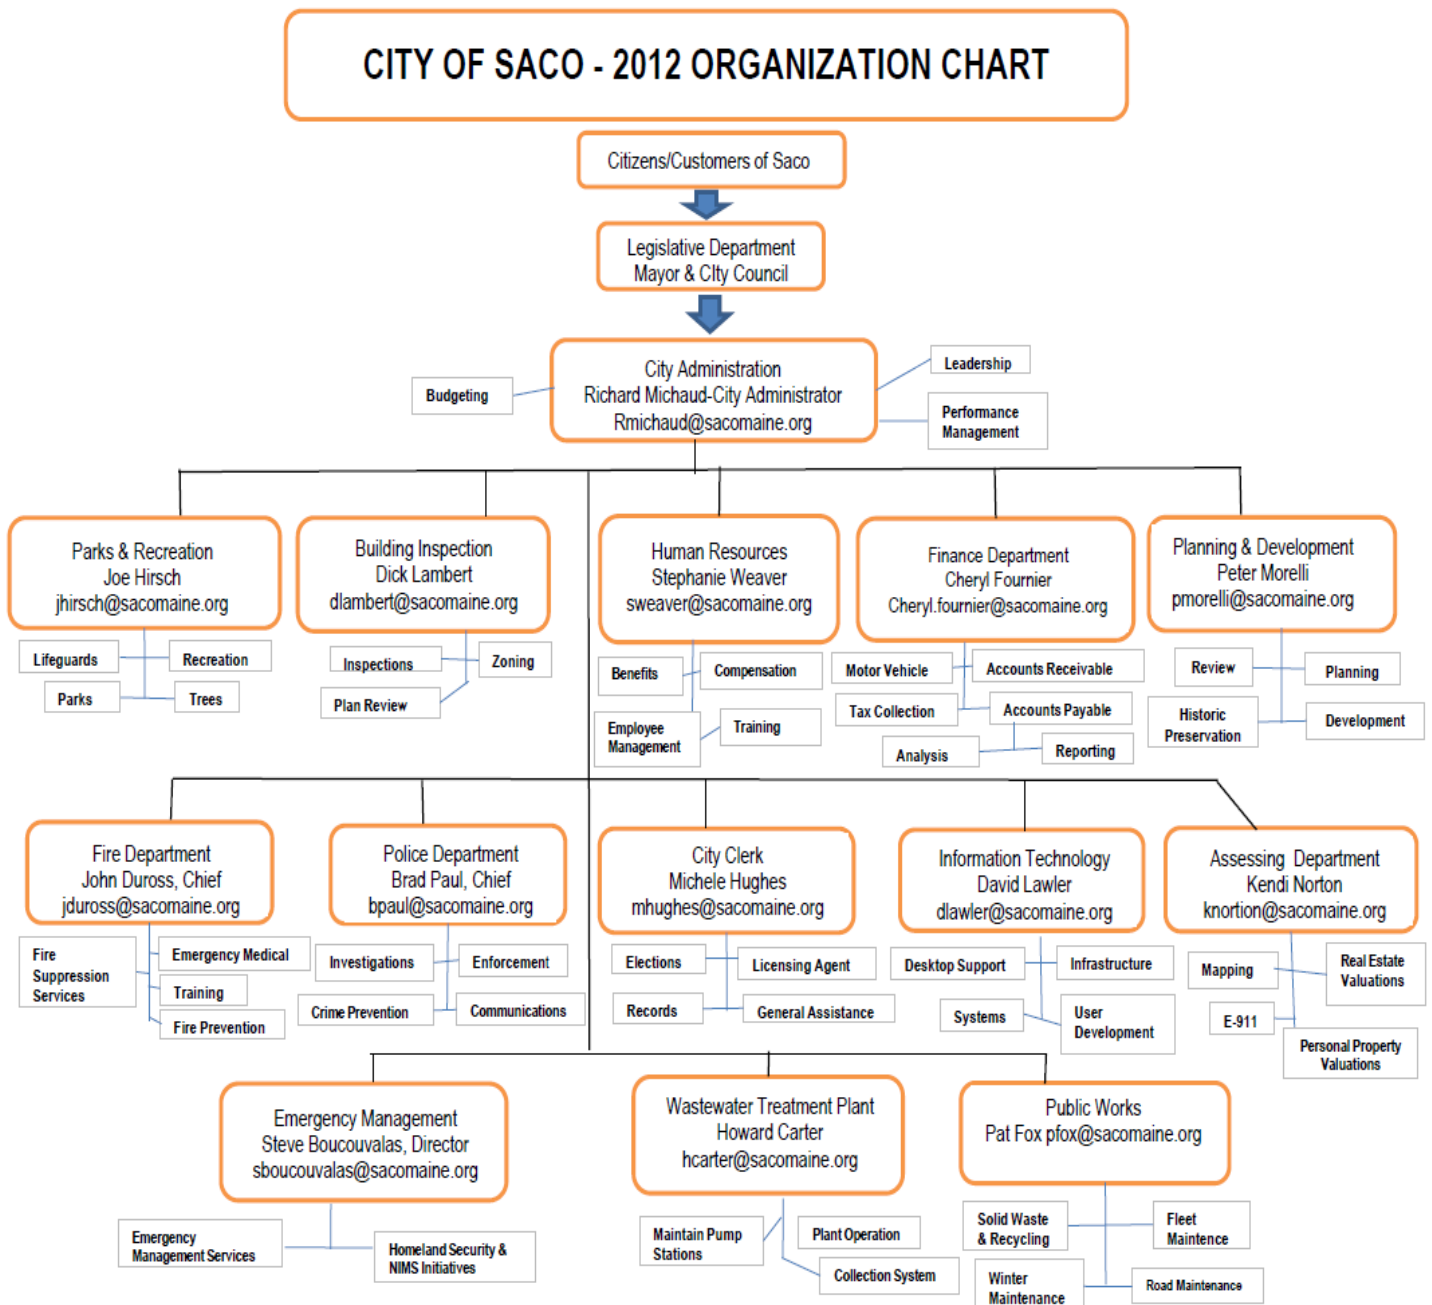 CITY OF SACO - 2012 ORGANIZATION CHART
Citizens/Customers of Saco
Legislative Department
Mayor & CIty Council
City Administration
Richard Michaud-City Administrator
Rmichaud@sacomaine.org
Budgeting
Leadership
Performance
Management
Parks & Recreation
Joe Hirsch
jhirsch@sacomaine.org
Lifeguards
Recreation
Parks
Trees
Building Inspection
Dick Lambert
dlambert@sacomaine.org
Inspections
Zoning
Plan Review
Human Resources
Stephanie Weaver
sweaver@sacomaine.org
Benefits
Compensation
Employee
Management
Training
Finance Department
Cheryl Fournier
Cheryl.fournier@sacomaine.org
Motor Vehicle
Accounts Receivable
Tax Collection
Accounts Payable
Analysis
Reporting
Planning & Development
Peter Morelli
pmorelli@sacomaine.org
Review
Planning
Historic
Preservation
Development
Fire Department
John Duross, Chief
jduross@sacomaine.org
Fire
Suppression
Services
Emergency Medical
Training
Fire Prevention
Police Department
Brad Paul, Chief
bpaul@sacomaine.org
Investigations
Enforcement
Crime Prevention
Communications
City Clerk
Michele Hughes
mhughes@sacomaine.org
Elections
Licensing Agent
Records
General Assistance
Information Technology
David Lawler
dlawler@sacomaine.org
Desktop Support
Infrastructure
Systems
User
Development
Assessing Department
Kendi Norton
knortion@sacomaine.org
Mapping
Real Estate
Valuations
E-911
Personal Property
Valuations
Emergency Management
Steve Boucouvalas, Director
sboucouvalas@sacomaine.org
Emergency
Management Services
Homeland Security &
NIMS Initiatives
Wastewater Treatment Plant
Howard Carter
hcarter@sacomaine.org
Maintain Pump
Stations
Plant Operation
Collection System
Public Works
Pat Fox pfox@sacomaine.org
Solid Waste
& Recycling
Fleet
Maintence
Winter
Maintenance
Road Maintenance